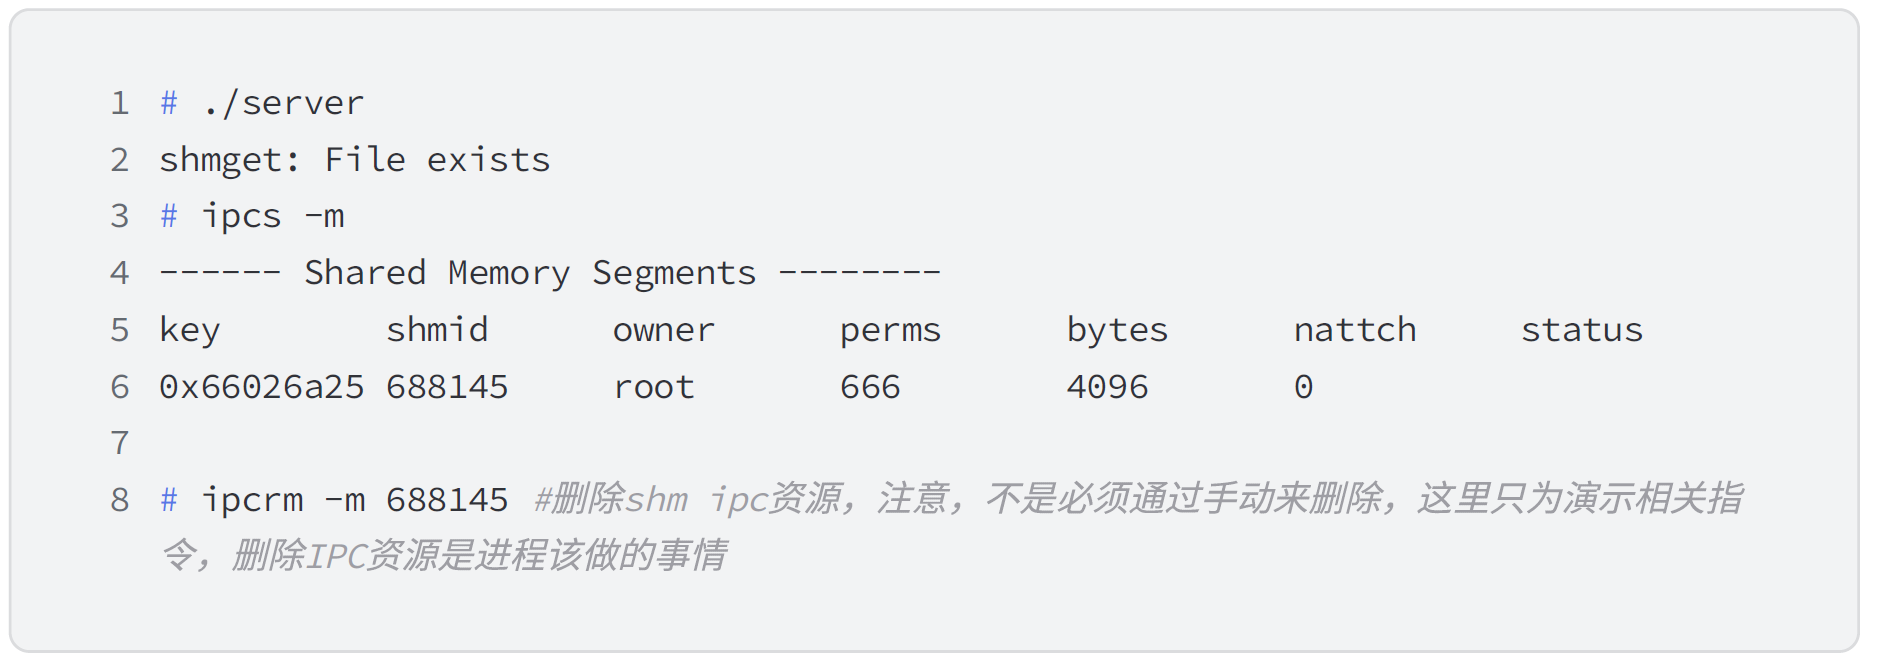 1 # ./server
2 shmget: File exists
3 # ipcs -m
4 ------ Shared Memory Segments --------
5 key        shmid      owner      perms      bytes      nattch     status
6 0x66026a25 688145     root       666        4096       0
7
8 # ipcrm -m 688145 #删除shm ipc资源，注意，不是必须通过手动来删除，这里只为演示相关指
令，删除IPC资源是进程该做的事情